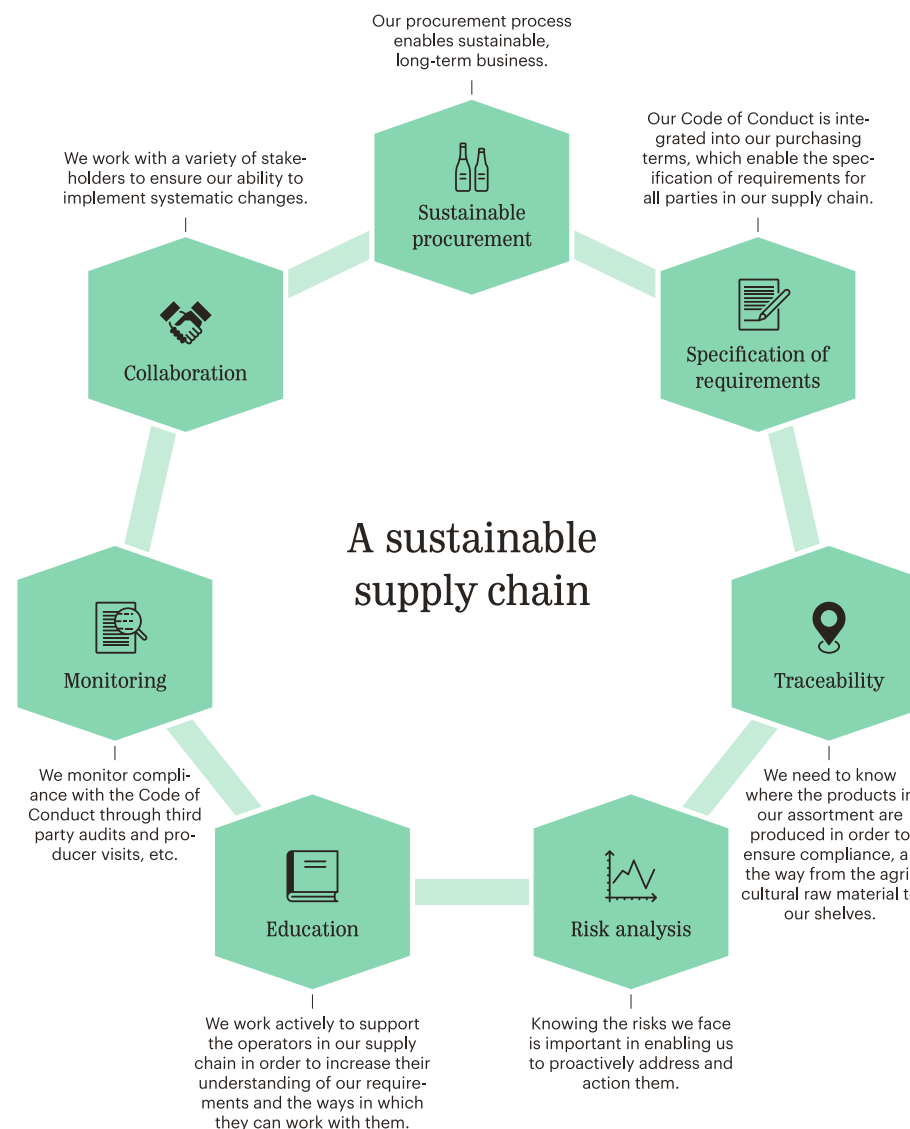 Our procurement process
enables sustainable,
long-term business.
Sustainable
procurement
Our Code of Conduct is inte-
grated into our purchasing
terms, which enable the spec-
ification of requirements for
all parties in our supply chain.
Specification of
requirements
We work with a variety of stake-
holders to ensure our ability to
implement systematic changes.
Collaboration
A sustainable
supply chain
Traceability
We need to know
where the products in
our assortment are
produced in order to
ensure compliance, a
the way from the agri
cultural raw material t
our shelves.
Monitoring
We monitor compli-
ance with the Code of
Conduct through third
party audits and pro-
ducer visits, etc.
Risk analysis
Knowing the risks we face
is important in enabling us
to proactively address and
action them.
Education
We work actively to support
the operators in our supply
chain in order to increase their
understanding of our require-
ments and the ways in which
they can work with them.